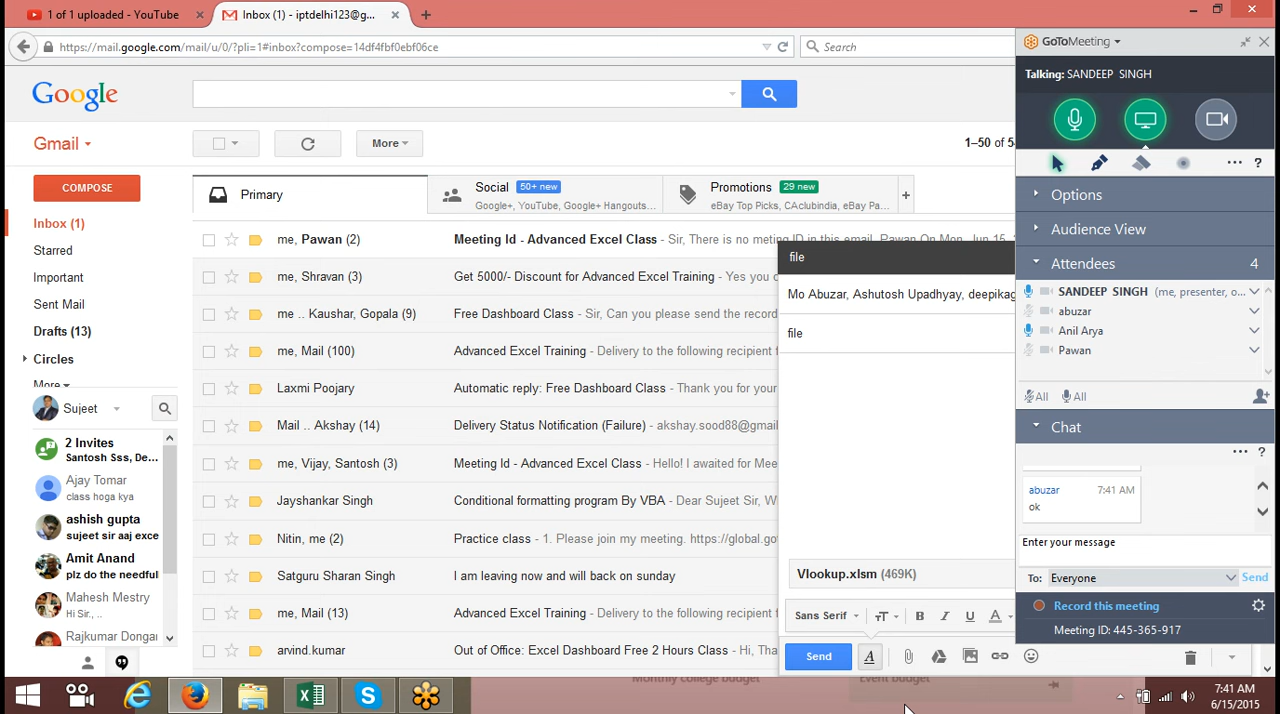 1 of 1 uploaded - YouTube
Inbox (1) - iptdelhi123@g...
https://mail.google.com/mail/u/0/?pli=1#inbox?compose=14df4fbf0ebf06ce
Search
Google
Gmail
More
1–50 of 5
COMPOSE
Inbox (1)
Starred
Important
Sent Mail
Drafts (13)
Circles
More
Sujeet
2 Invites
Santosh Sss, De...
Ajay Tomar
class hoga kya
ashish gupta
sujeet sir aaj exce
Amit Anand
plz do the needful
Mahesh Mestry
Hi Sir, ..
Rajkumar Dongar
Primary
Social 50+ new
Google+, YouTube, Google+ Hangouts...
Promotions 29 new
eBay Top Picks, CAclubindia, eBay Pa...
me, Pawan (2) Meeting Id - Advanced Excel Class - Sir, There is no meting ID in this email. Pawan On Mon, Jun 15,
me, Shravan (3) Get 5000/- Discount for Advanced Excel Training - Yes you c
me .. Kaushar, Gopala (9) Free Dashboard Class - Sir, Can you please send the record
me, Mail (100) Advanced Excel Training - Delivery to the following recipient f
Laxmi Poojary Automatic reply: Free Dashboard Class - Thank you for your
Mail .. Akshay (14) Delivery Status Notification (Failure) - akshay.sood88@gmail
me, Vijay, Santosh (3) Meeting Id - Advanced Excel Class - Hello! I awaited for Mee
Jayshankar Singh Conditional formatting program By VBA - Dear Sujeet Sir, W
Nitin, me (2) Practice class - 1. Please join my meeting. https://global.go
Satguru Sharan Singh I am leaving now and will back on sunday
me, Mail (13) Advanced Excel Training - Delivery to the following recipient f
arvind.kumar Out of Office: Excel Dashboard Free 2 Hours Class - Hi, Tha
file
Mo Abuzar, Ashutosh Upadhyay, deepikag
file
Vlookup.xlsm (469K)
Sans Serif
Send
Monthly college budget
Event budget
GoToMeeting
Talking: SANDEEP SINGH
Options
Audience View
Attendees 4
SANDEEP SINGH (me, presenter, o...
abuzar
Anil Arya
Pawan
All All
Chat
abuzar 7:41 AM
ok
Enter your message
To: Everyone Send
Record this meeting
Meeting ID: 445-365-917
7:41 AM
6/15/2015